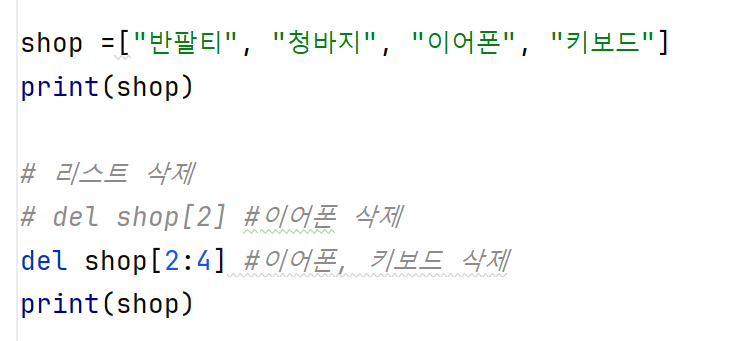 shop =["반팔티", "청바지", "이어폰", "키보드"]
print(shop)
# 리스트 삭제
# del shop[2] #이어폰 삭제
del shop[2:4] #이어폰, 키보드 삭제
print(shop)